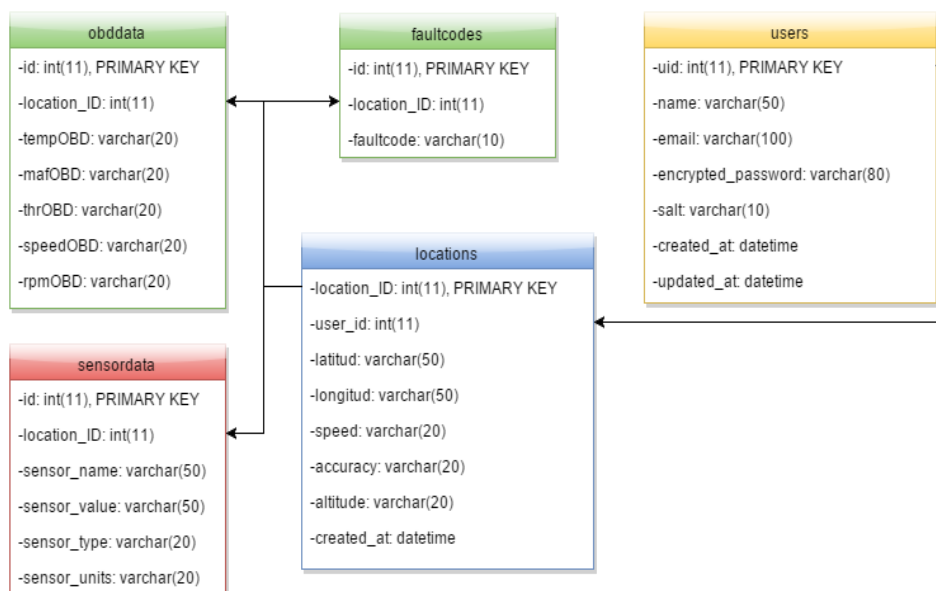 obddata
-id: int(11), PRIMARY KEY
-location_ID: int(11)
-tempOBD: varchar(20)
-mafOBD: varchar(20)
-thrOBD: varchar(20)
-speedOBD: varchar(20)
-rpmOBD: varchar(20)
faultcodes
-id: int(11), PRIMARY KEY
-location_ID: int(11)
-faultcode: varchar(10)
users
-uid: int(11), PRIMARY KEY
-name: varchar(50)
-email: varchar(100)
-encrypted_password: varchar(80)
-salt: varchar(10)
-created_at: datetime
-updated_at: datetime
locations
-location_ID: int(11), PRIMARY KEY
-user_id: int(11)
-latitud: varchar(50)
-longitud: varchar(50)
-speed: varchar(20)
-accuracy: varchar(20)
-altitude: varchar(20)
-created_at: datetime
sensordata
-id: int(11), PRIMARY KEY
-location_ID: int(11)
-sensor_name: varchar(50)
-sensor_value: varchar(50)
-sensor_type: varchar(20)
-sensor_units: varchar(20)